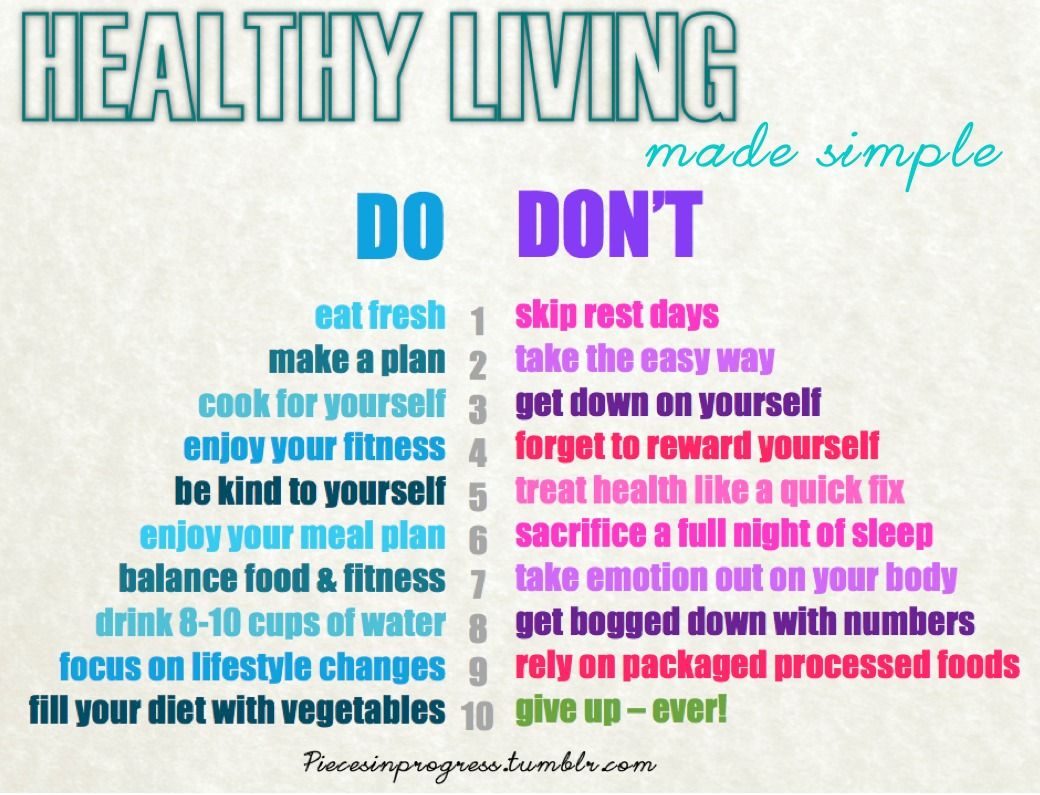 HEALTHY LIVING
made simple
DO DON'T
eat fresh 1 skip rest days
make a plan 2 take the easy way
cook for yourself 3 get down on yourself
enjoy your fitness 4 forget to reward yourself
be kind to yourself 5 treat health like a quick fix
enjoy your meal plan 6 sacrifice a full night of sleep
balance food & fitness 7 take emotion out on your body
drink 8-10 cups of water 8 get bogged down with numbers
focus on lifestyle changes 9 rely on packaged processed foods
fill your diet with vegetables 10 give up – ever!
Piecesinprogress.tumblr.com